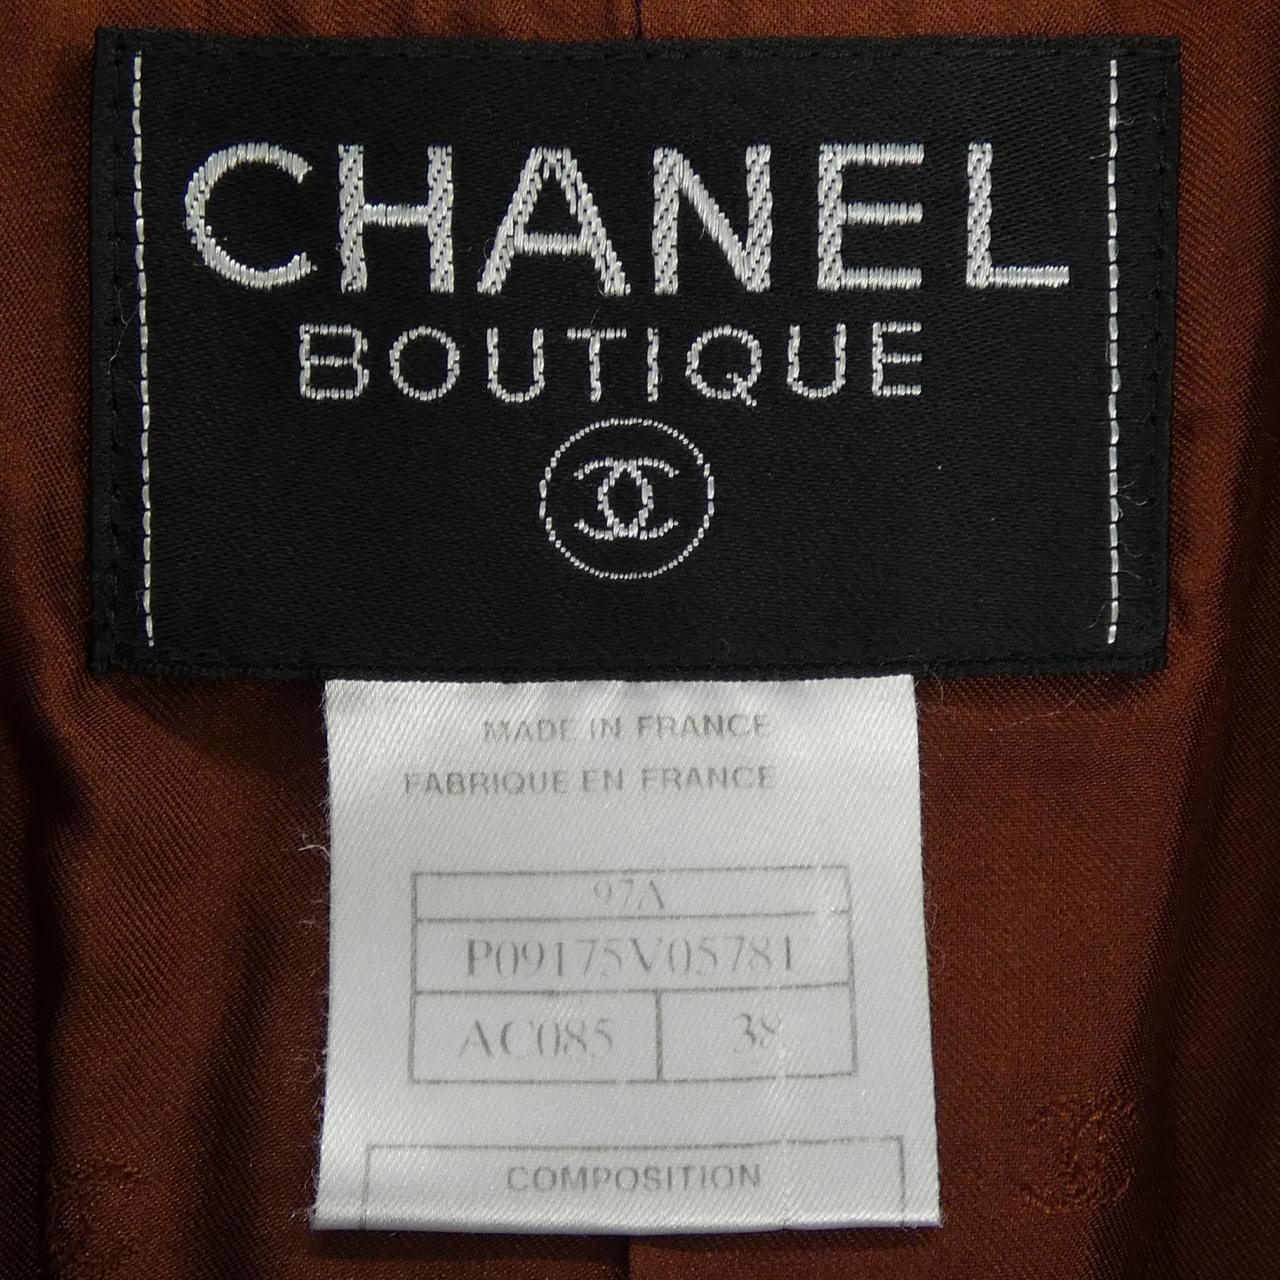 CHANEL
BOUTIQUE
MADE IN FRANCE
FABRIQUE EN FRANCE
97A
P09175V05781
AC085 38
COMPOSITION